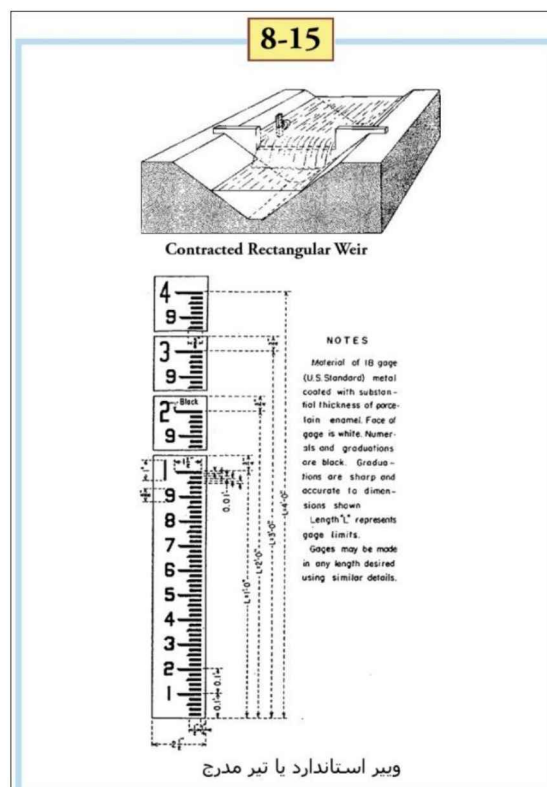 8-15
Contracted Rectangular Weir
4
9
3
9
2
Black
9
1
9
8
7
6
5
4
3
2
1
0.01'
0.1'
0.1'
L=1'-0"
L=2'-0"
L=3'-0"
L=4'-0"
NOTES
Material of 18 gage
(U.S. Standard) metal
coated with substan-
tial thickness of porce-
lain enamel. Face of
gage is white. Numer-
als and graduations
are black. Gradua-
tions are sharp and
accurate to dimen-
sions shown
Length "L" represents
gage limits.
Gages may be made
in any length desired
using similar details.
وییر استاندارد یا تیر مدرج